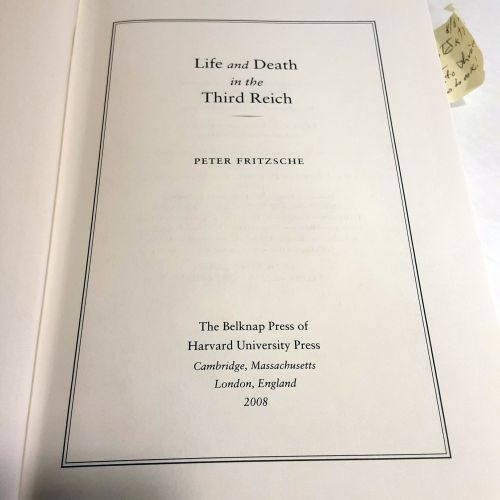 Life and Death
in the
Third Reich
PETER FRITZSCHE
The Belknap Press of
Harvard University Press
Cambridge, Massachusetts
London, England
2008